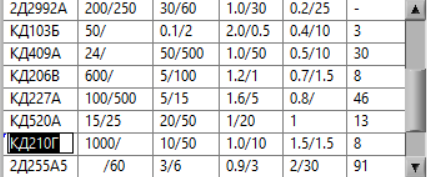 2Д2992А 200/250 30/60 1.0/30 0.2/25 -
КД103Б 50/ 0.1/2 2.0/0.5 0.4/10 3
КД409А 24/ 50/500 1.0/50 0.5/10 30
КД206В 600/ 5/100 1.2/1 0.7/1.5 8
КД227А 100/500 5/15 1.6/5 0.8/ 46
КД520А 15/25 20/50 1/20 1 13
КД210Г 1000/ 10/50 1.0/10 1.5/1.5 8
2Д255А5 /60 3/6 0.9/3 2/30 91